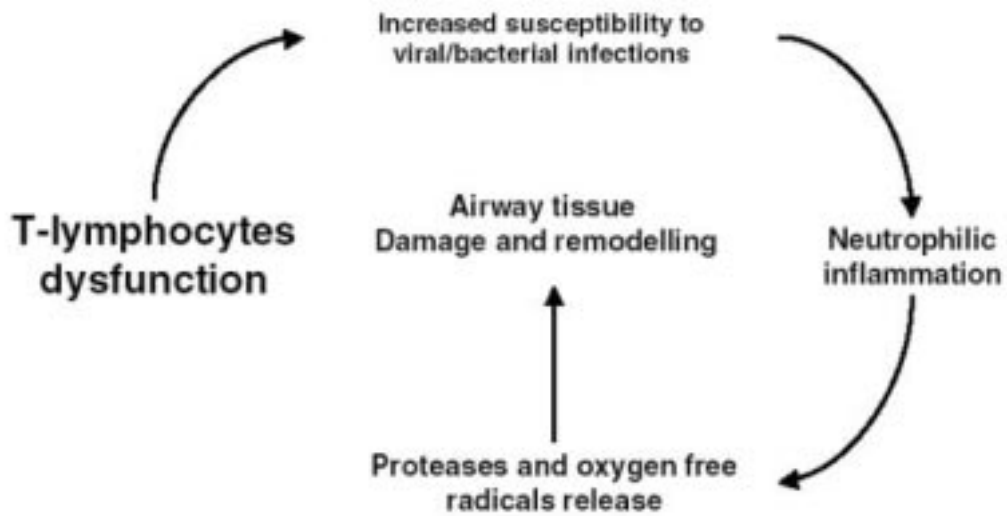 Increased susceptibility to
viral/bacterial infections
T-lymphocytes
dysfunction
Airway tissue
Damage and remodelling
Neutrophilic
inflammation
Proteases and oxygen free
radicals release